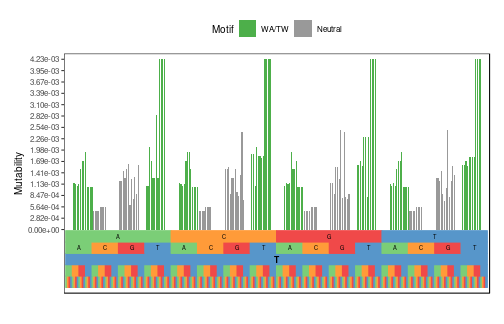 Motif WA/TW Neutral
Mutability
4.23e-03
3.95e-03
3.67e-03
3.39e-03
3.10e-03
2.82e-03
2.54e-03
2.26e-03
1.98e-03
1.69e-03
1.41e-03
1.13e-03
8.47e-04
5.64e-04
2.82e-04
0.00e+00
A C G T
A C G T A C G T A C G T A C G T
T